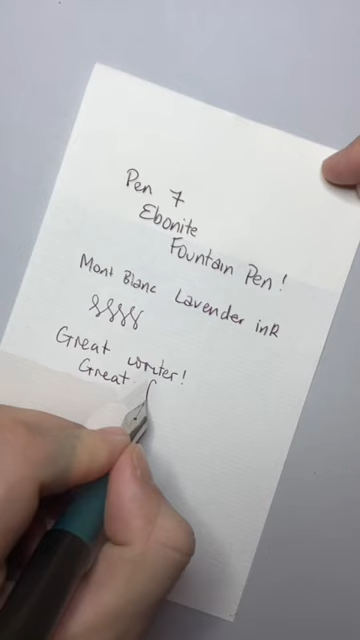 Pen 7
Ebonite
Fountain Pen!
Mont Blanc Lavender ink
Great writer!
Great